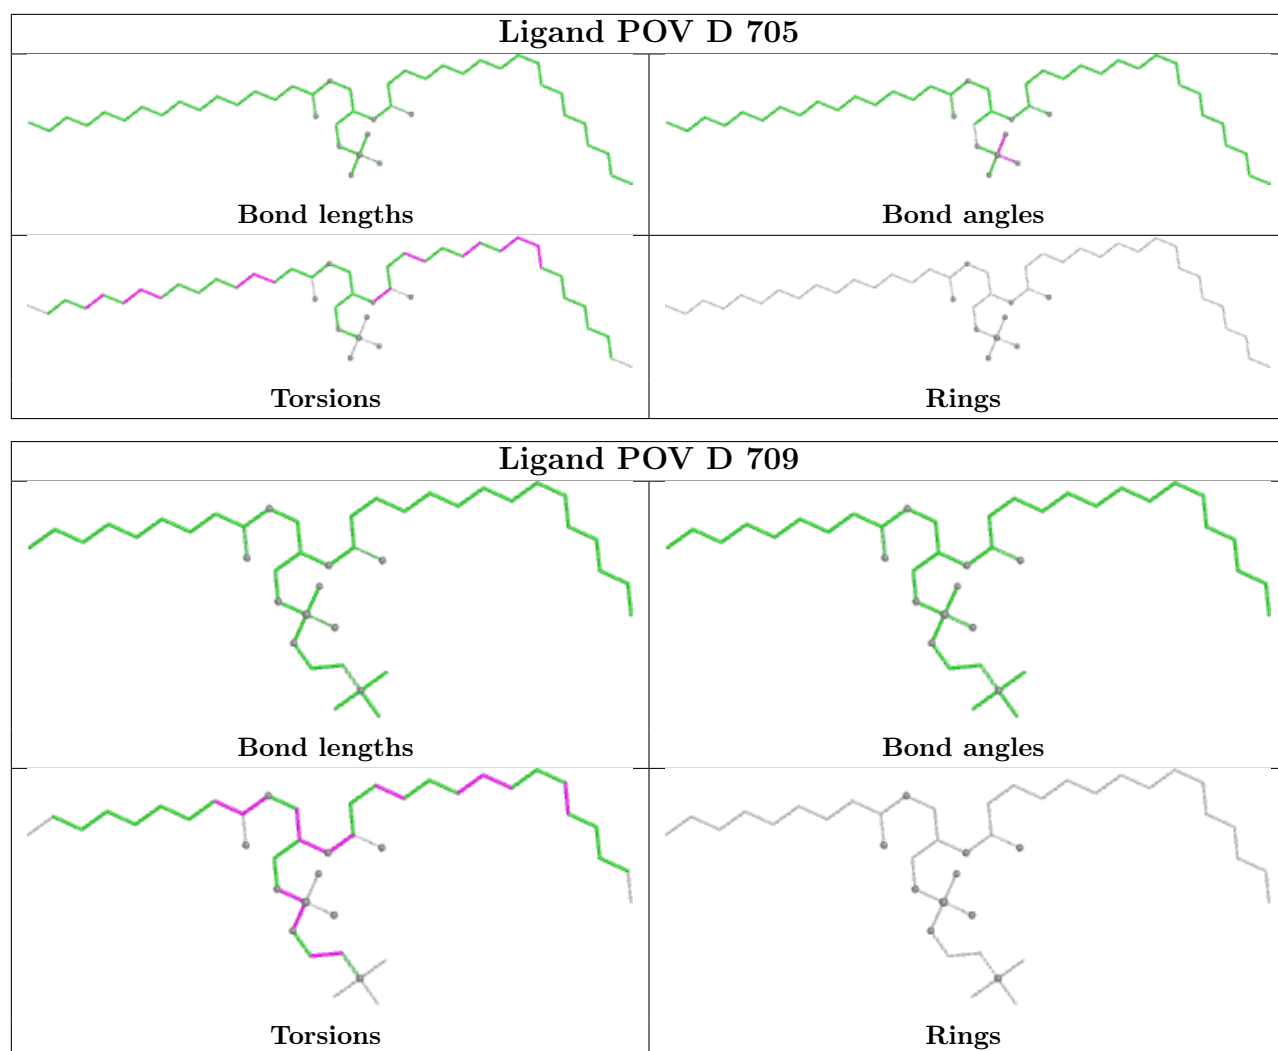 Ligand POV D 705
Bond lengths
Bond angles
Torsions
Rings
Ligand POV D 709
Bond lengths
Bond angles
Torsions
Rings